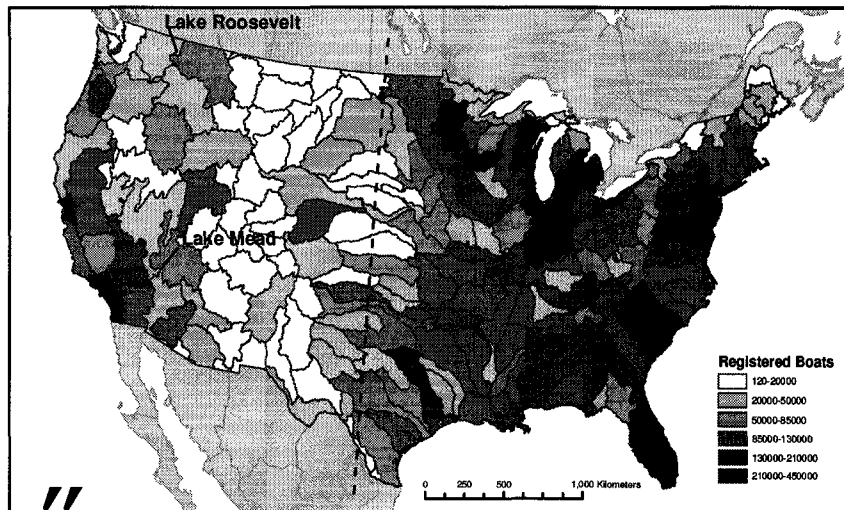 Lake Roosevelt
Lake Mead
Registered Boats
120-20000
20000-50000
50000-85000
85000-130000
130000-210000
210000-450000
0 250 500 1,000 Kilometers